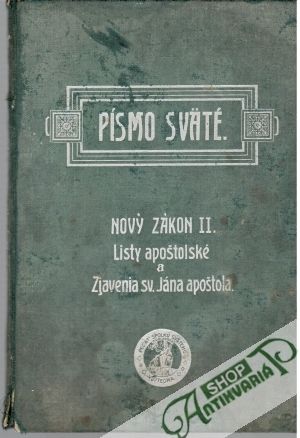 PÍSMO SVÄTÉ.
NOVÝ ZÁKON II.
Listy apoštolské
a
Zjavenia sv. Jána apoštola.
SHOP
ANTIKVARIÁT